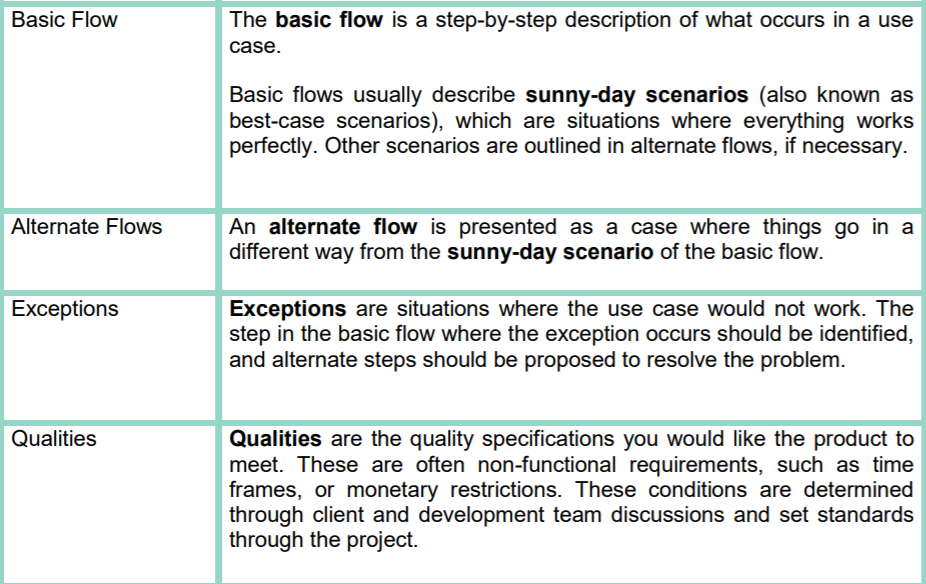 Basic Flow
The basic flow is a step-by-step description of what occurs in a use
case.
Basic flows usually describe sunny-day scenarios (also known as
best-case scenarios), which are situations where everything works
perfectly. Other scenarios are outlined in alternate flows, if necessary.
Alternate Flows
An alternate flow is presented as a case where things go in a
different way from the sunny-day scenario of the basic flow.
Exceptions
Exceptions are situations where the use case would not work. The
step in the basic flow where the exception occurs should be identified,
and alternate steps should be proposed to resolve the problem.
Qualities
Qualities are the quality specifications you would like the product to
meet. These are often non-functional requirements, such as time
frames, or monetary restrictions. These conditions are determined
through client and development team discussions and set standards
through the project.